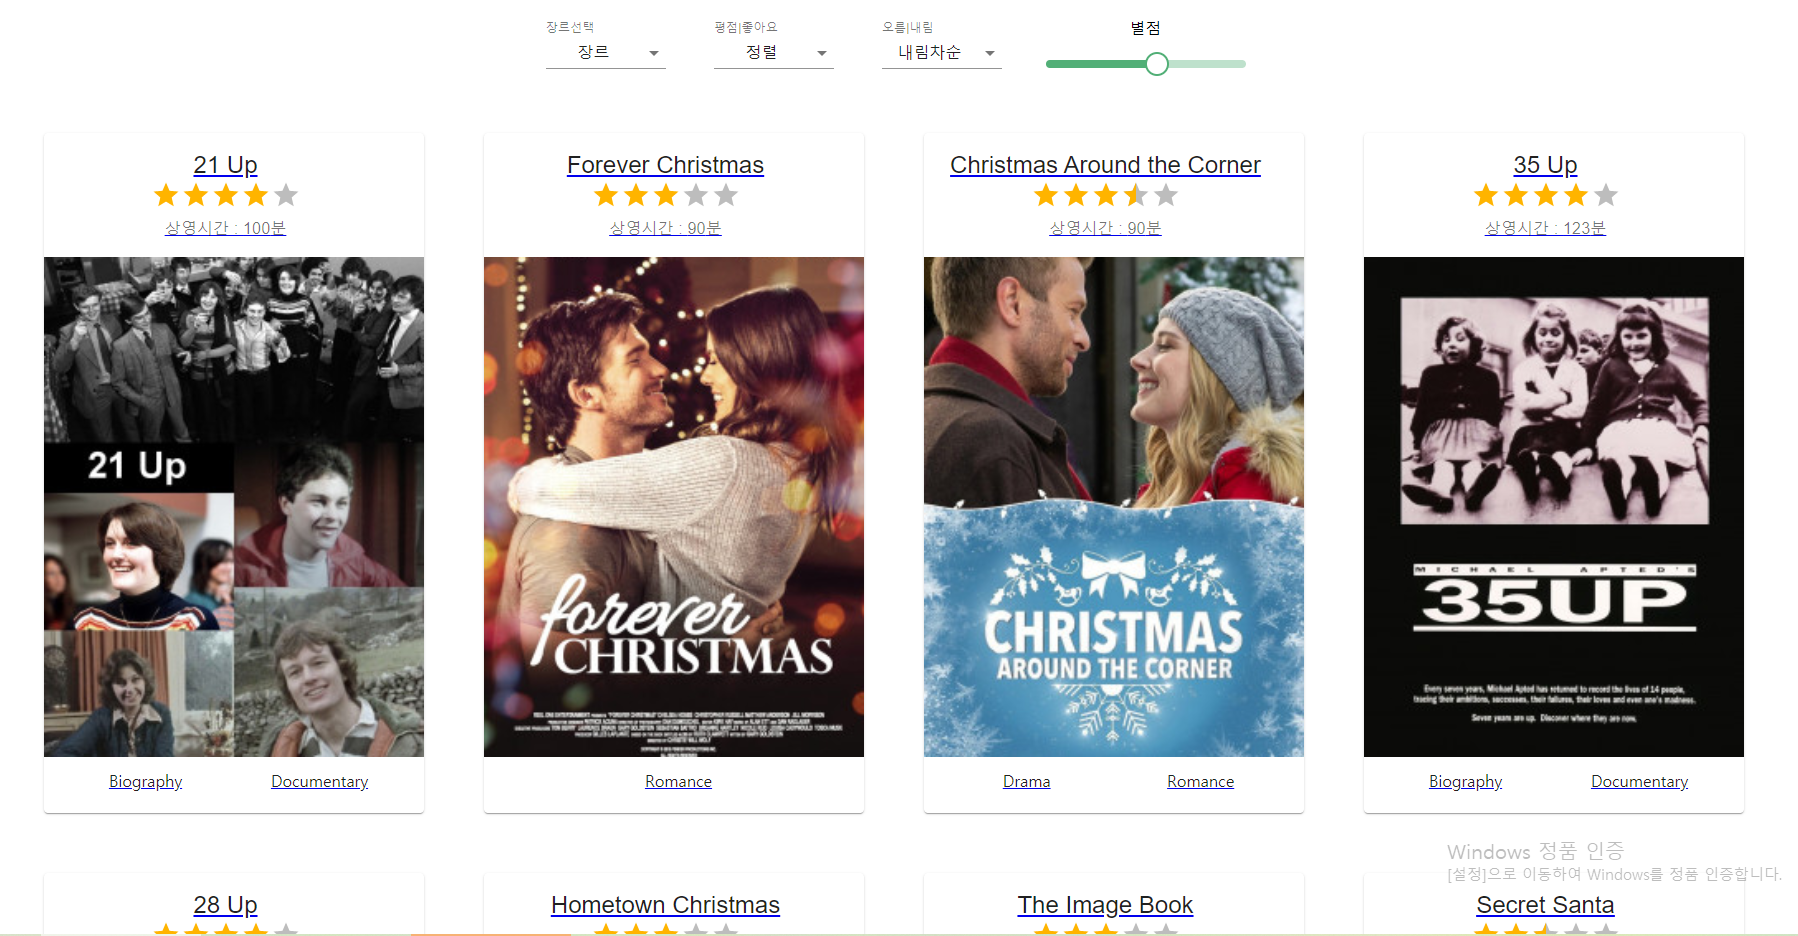 장르선택 평점|좋아요 오름|내림 별점
장르 정렬 내림차순
21 Up
상영시간 : 100분
21 Up
Biography Documentary
Forever Christmas
상영시간 : 90분
forever
CHRISTMAS
Romance
Christmas Around the Corner
상영시간 : 90분
CHRISTMAS
AROUND THE CORNER
Drama Romance
35 Up
상영시간 : 123분
MICHAEL APTED'S
35UP
Every seven years, Michael Apted has returned to record the lives of 14 people,
tracing their ambitions, successes, their failures, their loves and even one's madness.
Seven years are up. Discover where they are now.
Biography Documentary
Windows 정품 인증
[설정]으로 이동하여 Windows를 정품 인증합니다.
28 Up
Hometown Christmas
The Image Book
Secret Santa